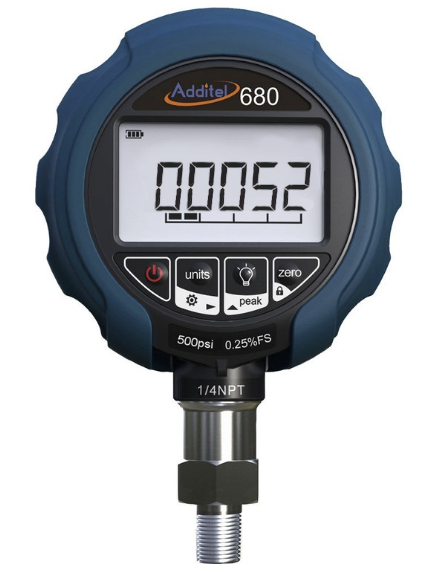 Additel 680
00052
units
zero
peak
500psi 0.25%FS
1/4NPT